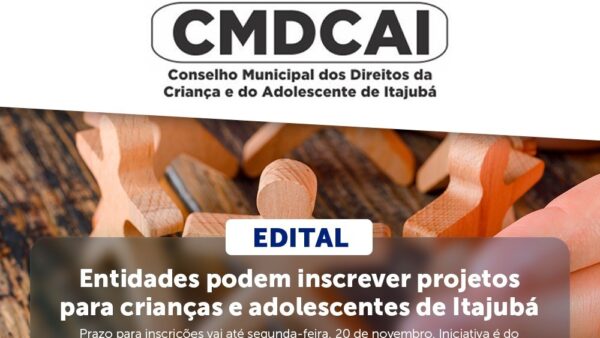 CMDCAI
Conselho Municipal dos Direitos da
Criança e do Adolescente de Itajubá
EDITAL
Entidades podem inscrever projetos
para crianças e adolescentes de Itajubá
Prazo para inscrições vai até segunda-feira, 20 de novembro. Iniciativa é do